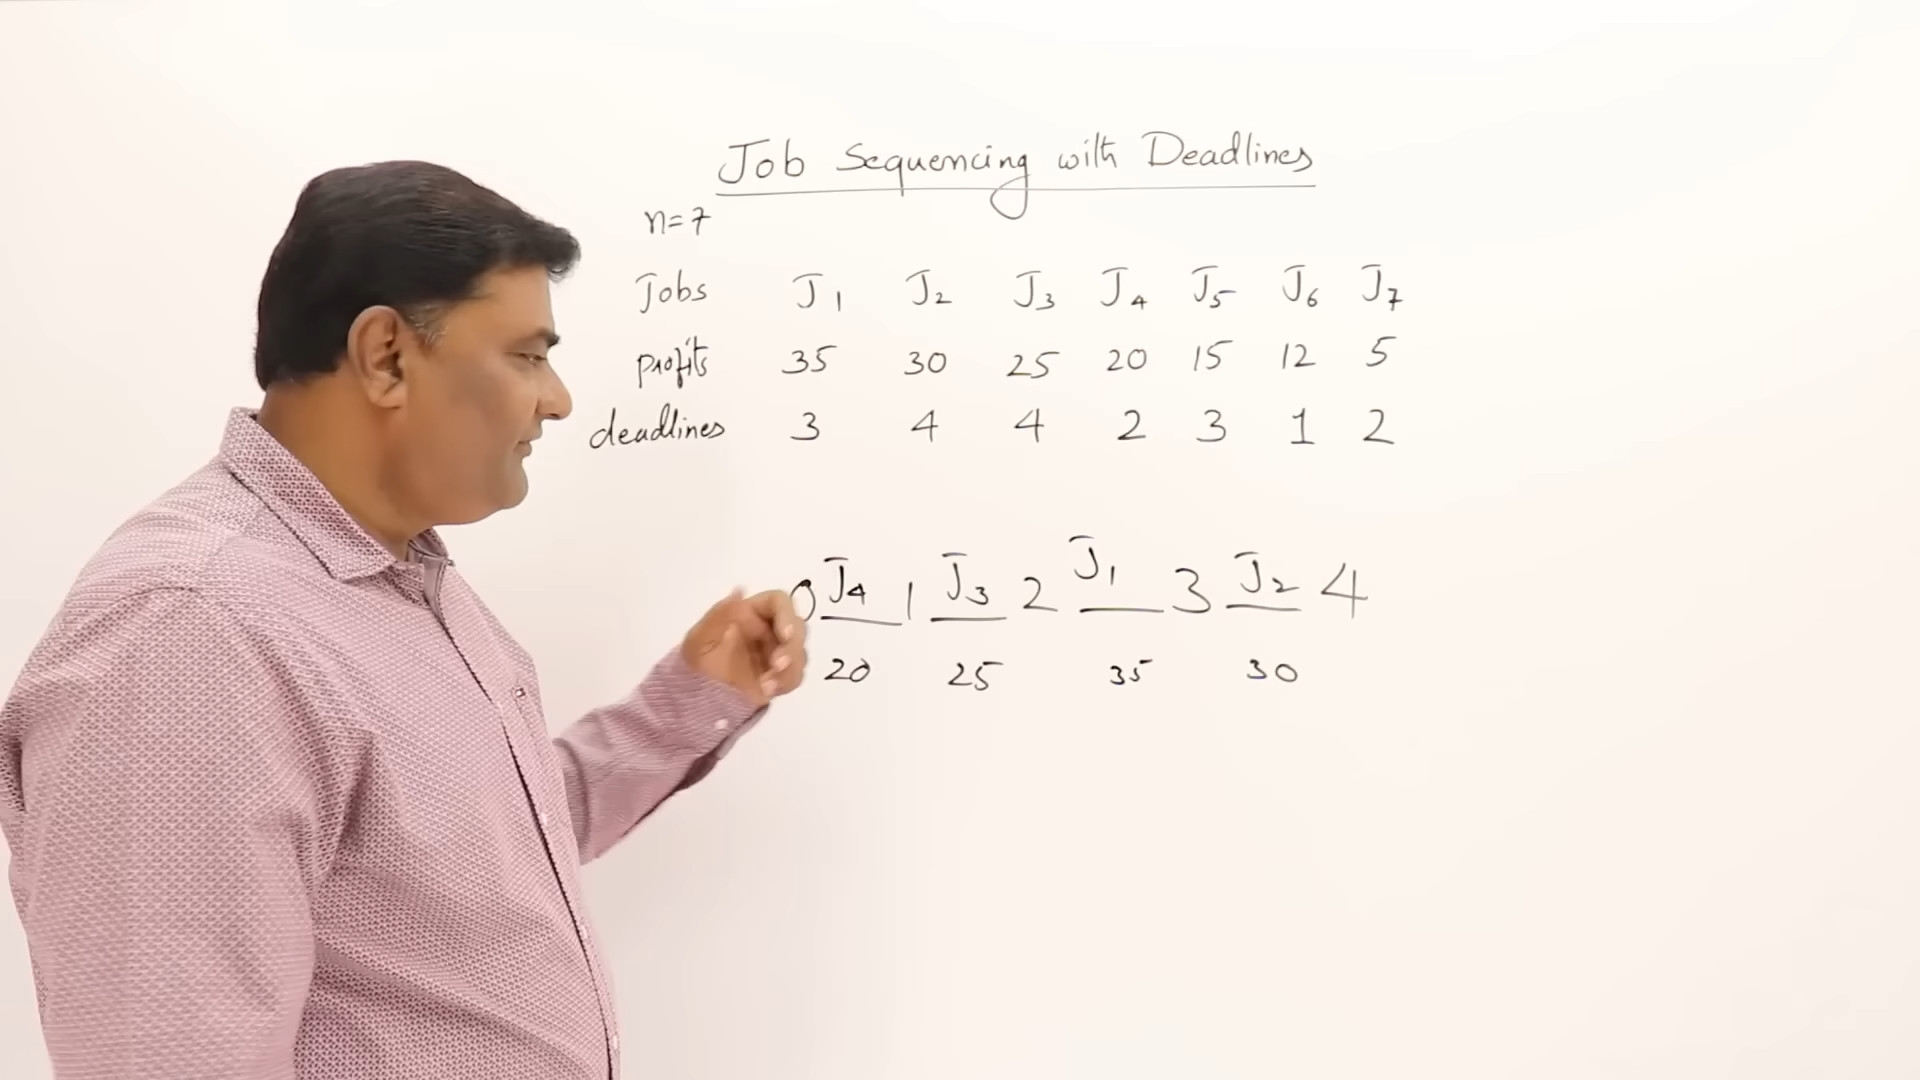 Job Sequencing with Deadlines
n=7
Jobs J1 J2 J3 J4 J5 J6 J7
profits 35 30 25 20 15 12 5
deadlines 3 4 4 2 3 1 2
0 J4 1 J3 2 J1 3 J2 4
20 25 35 30